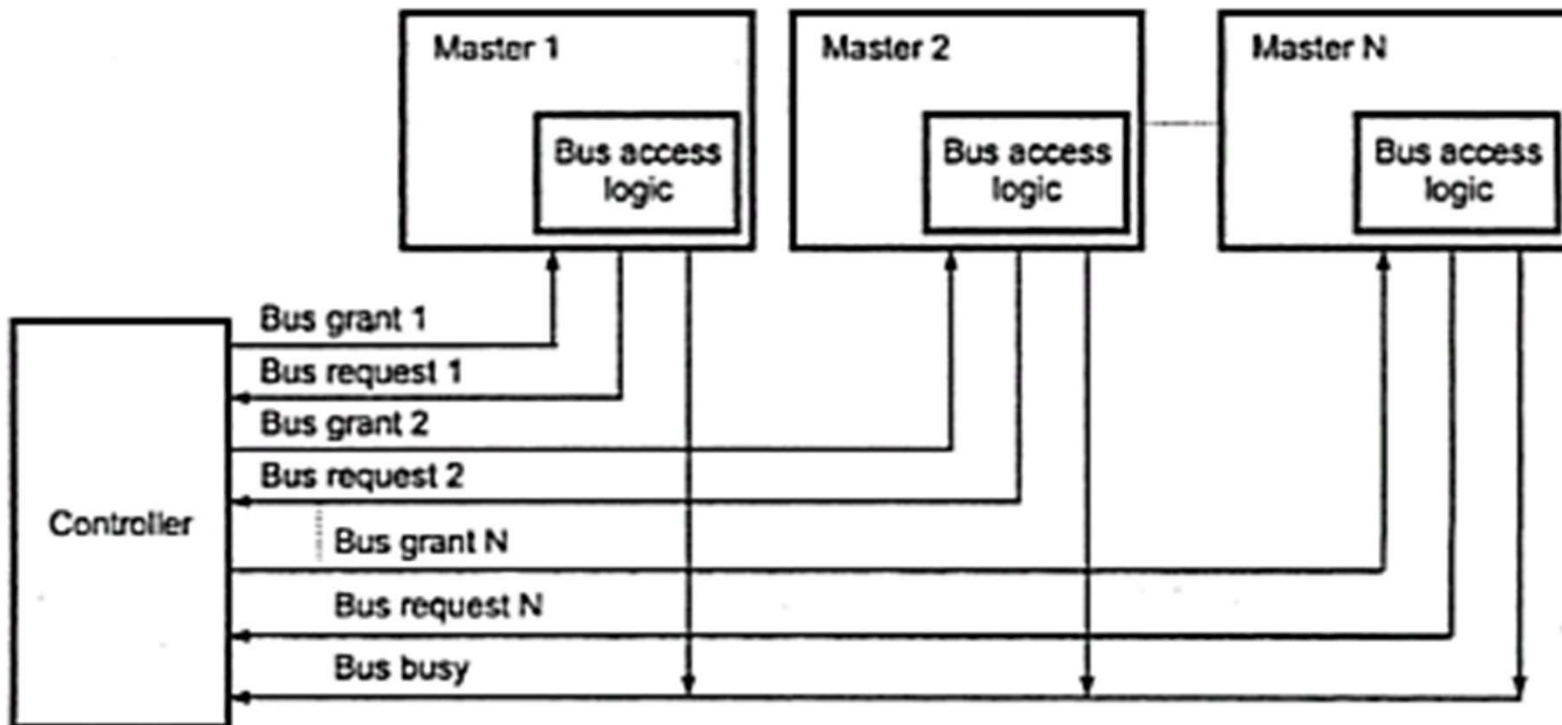 Master 1
Master 2
Master N
Bus access
logic
Bus access
logic
Bus access
logic
Bus grant 1
Bus request 1
Bus grant 2
Bus request 2
Controller
Bus grant N
Bus request N
Bus busy